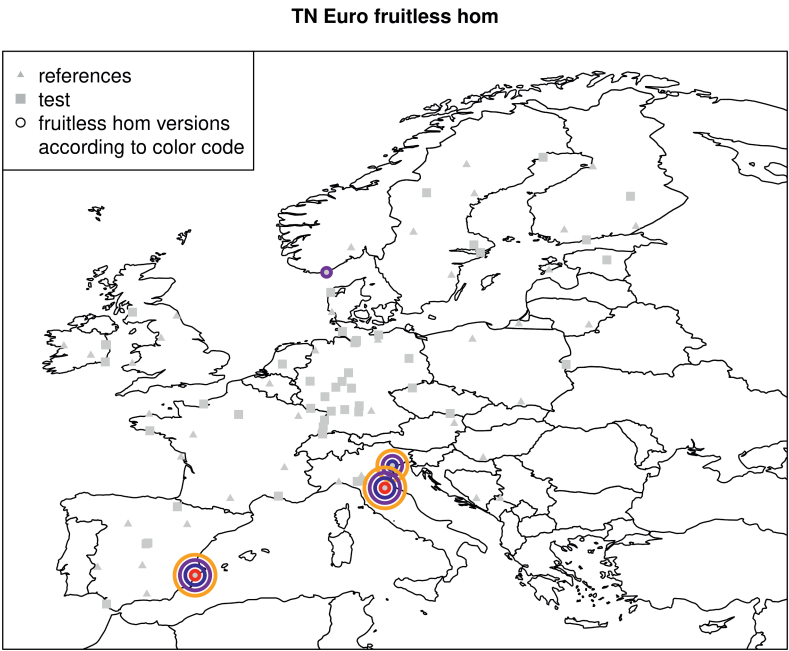 TN Euro fruitless hom
references
test
fruitless hom versions
according to color code